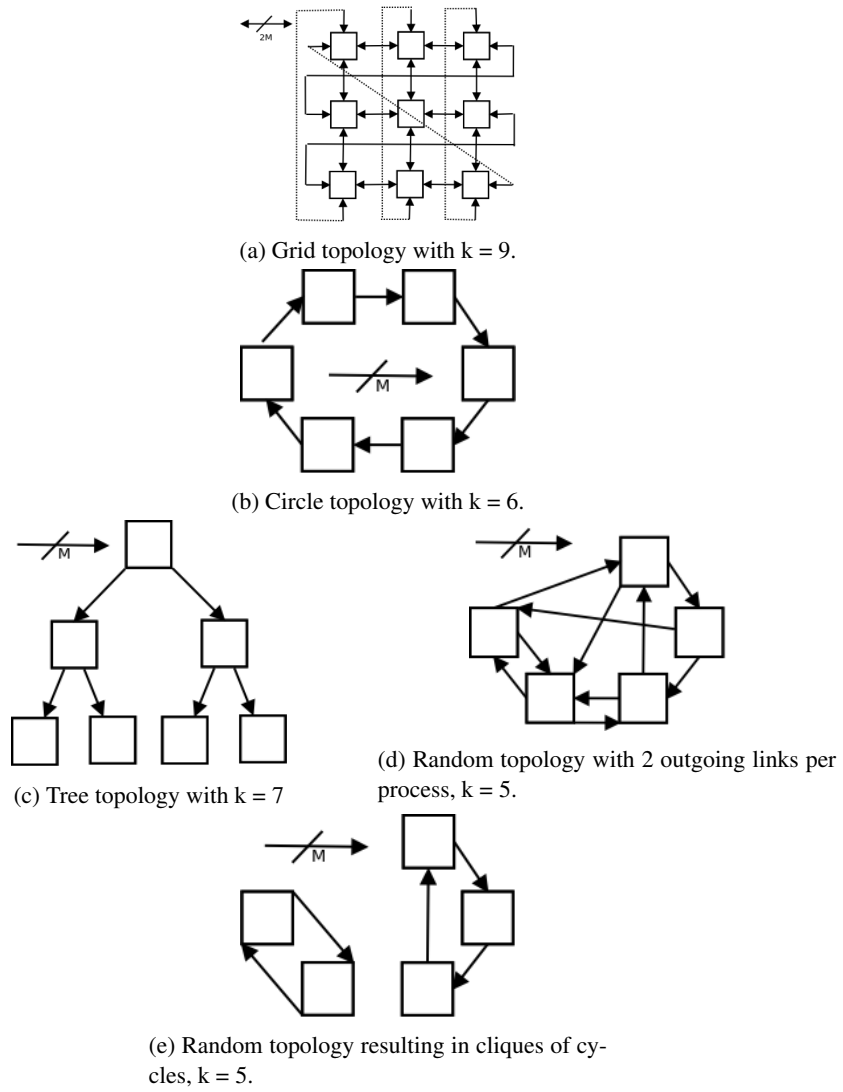 2M
(a) Grid topology with k = 9.
M
(b) Circle topology with k = 6.
M
(c) Tree topology with k = 7
M
(d) Random topology with 2 outgoing links per
process, k = 5.
M
(e) Random topology resulting in cliques of cy-
cles, k = 5.